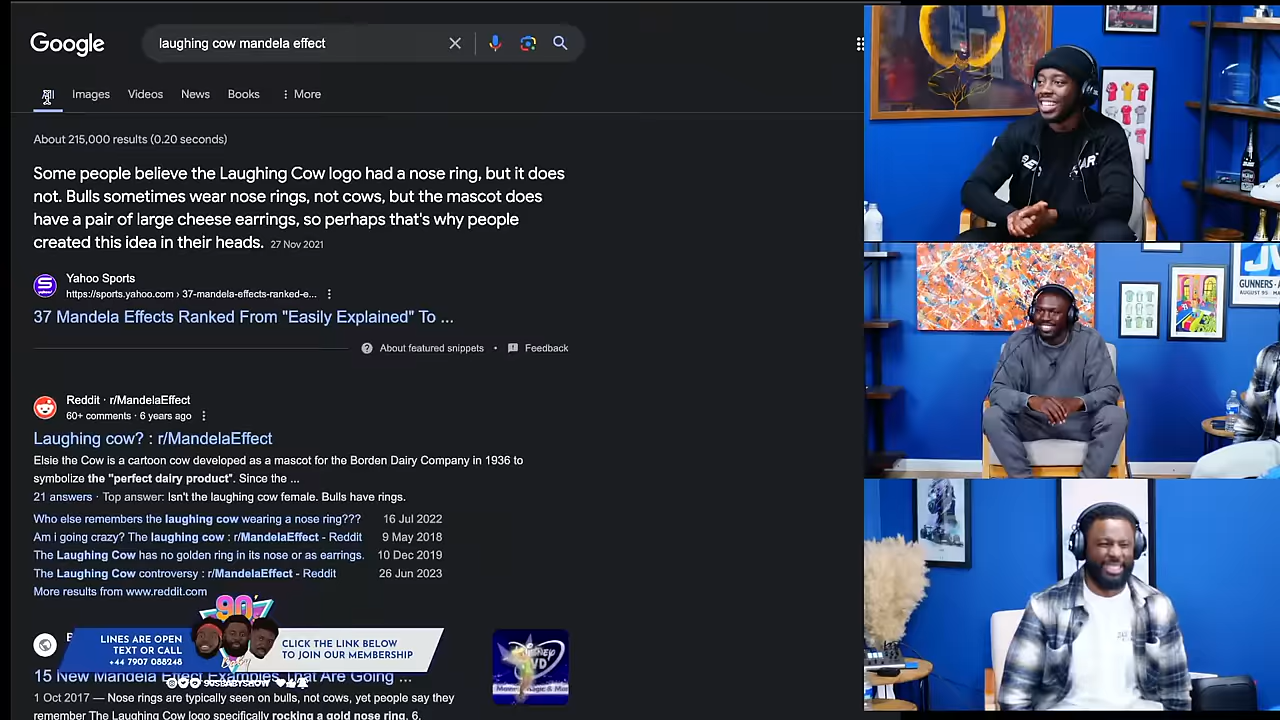 Google
laughing cow mandela effect
All
Images
Videos
News
Books
More
About 215,000 results (0.20 seconds)
Some people believe the Laughing Cow logo had a nose ring, but it does
not. Bulls sometimes wear nose rings, not cows, but the mascot does
have a pair of large cheese earrings, so perhaps that's why people
created this idea in their heads. 27 Nov 2021
Yahoo Sports
https://sports.yahoo.com › 37-mandela-effects-ranked-e...
37 Mandela Effects Ranked From "Easily Explained" To ...
About featured snippets • Feedback
Reddit · r/MandelaEffect
60+ comments · 6 years ago
Laughing cow? : r/MandelaEffect
Elsie the Cow is a cartoon cow developed as a mascot for the Borden Dairy Company in 1936 to
symbolize the "perfect dairy product". Since the ...
21 answers · Top answer: Isn't the laughing cow female. Bulls have rings.
Who else remembers the laughing cow wearing a nose ring??? 16 Jul 2022
Am i going crazy? The laughing cow : r/MandelaEffect - Reddit 9 May 2018
The Laughing Cow has no golden ring in its nose or as earrings. 10 Dec 2019
The Laughing Cow controversy : r/MandelaEffect - Reddit 26 Jun 2023
More results from www.reddit.com
90
LINES ARE OPEN
TEXT OR CALL
+44 7907 088245
CLICK THE LINK BELOW
TO JOIN OUR MEMBERSHIP
15 New Mandela Are Going ...
1 Oct 2017 — Nose rings are typically seen on bulls, not cows, yet people say they
remember The Laughing Cow specifically rocking a gold nose ring. 6.
Disney
DVD
GUNNERS
AUGUST 95